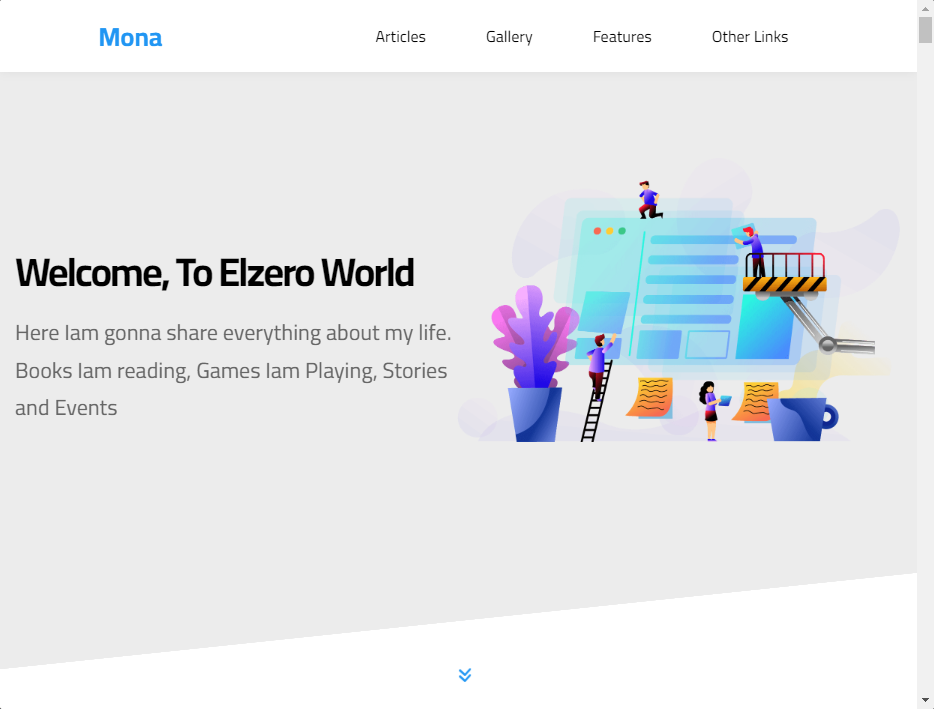 Mona
Articles Gallery Features Other Links
Welcome, To Elzero World
Here Iam gonna share everything about my life.
Books Iam reading, Games Iam Playing, Stories
and Events